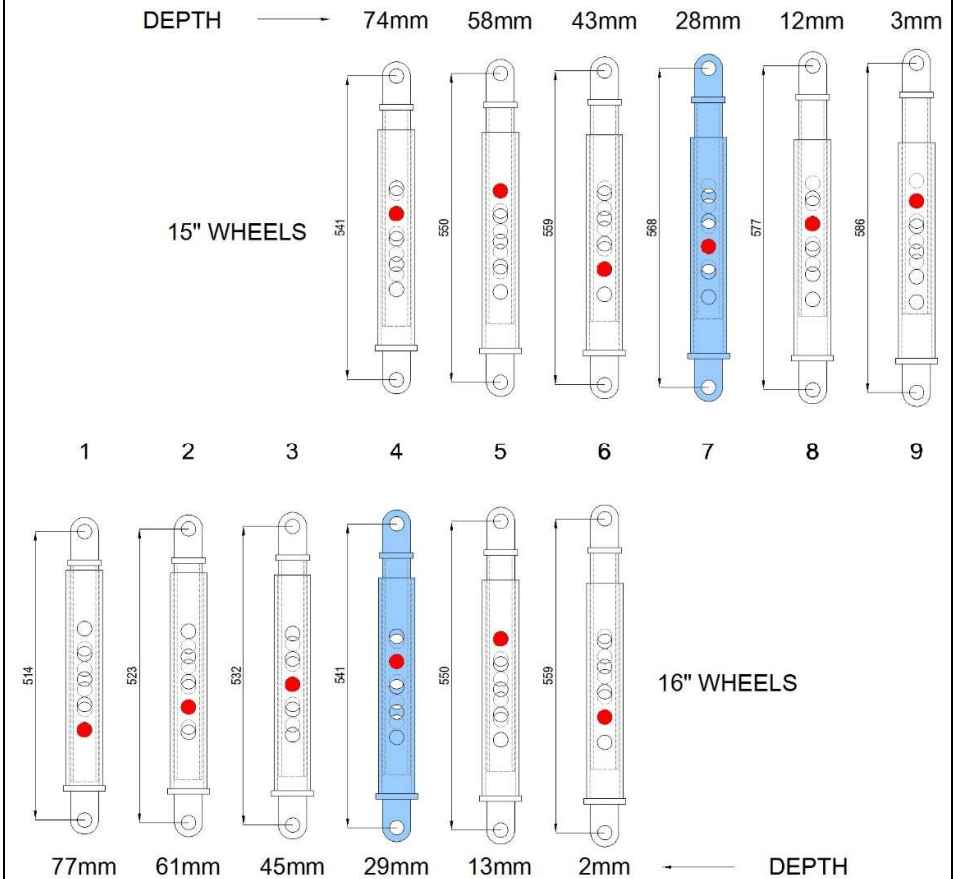 DEPTH 74mm 58mm 43mm 28mm 12mm 3mm
15" WHEELS 541 550 559 568 577 586
1 2 3 4 5 6 7 8 9
514 523 532 541 550 559 16" WHEELS
77mm 61mm 45mm 29mm 13mm 2mm DEPTH